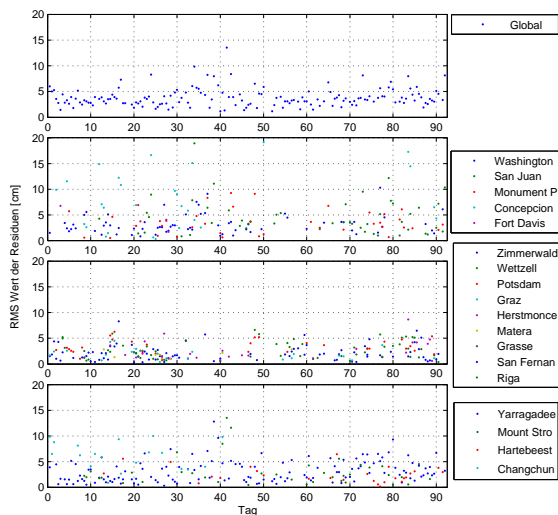 20
15
10
5
0
0 10 20 30 40 50 60 70 80 90
Global
20
15
10
5
0
0 10 20 30 40 50 60 70 80 90
Washington
San Juan
Monument P
Concepcion
Fort Davis
RMS Wert der Residuen [cm]
20
15
10
5
0
0 10 20 30 40 50 60 70 80 90
Zimmerwald
Wettzell
Potsdam
Graz
Herstmonce
Matera
Grasse
San Fernan
Riga
20
15
10
5
0
0 10 20 30 40 50 60 70 80 90
Tag
Yarragadee
Mount Stro
Hartebeest
Changchun